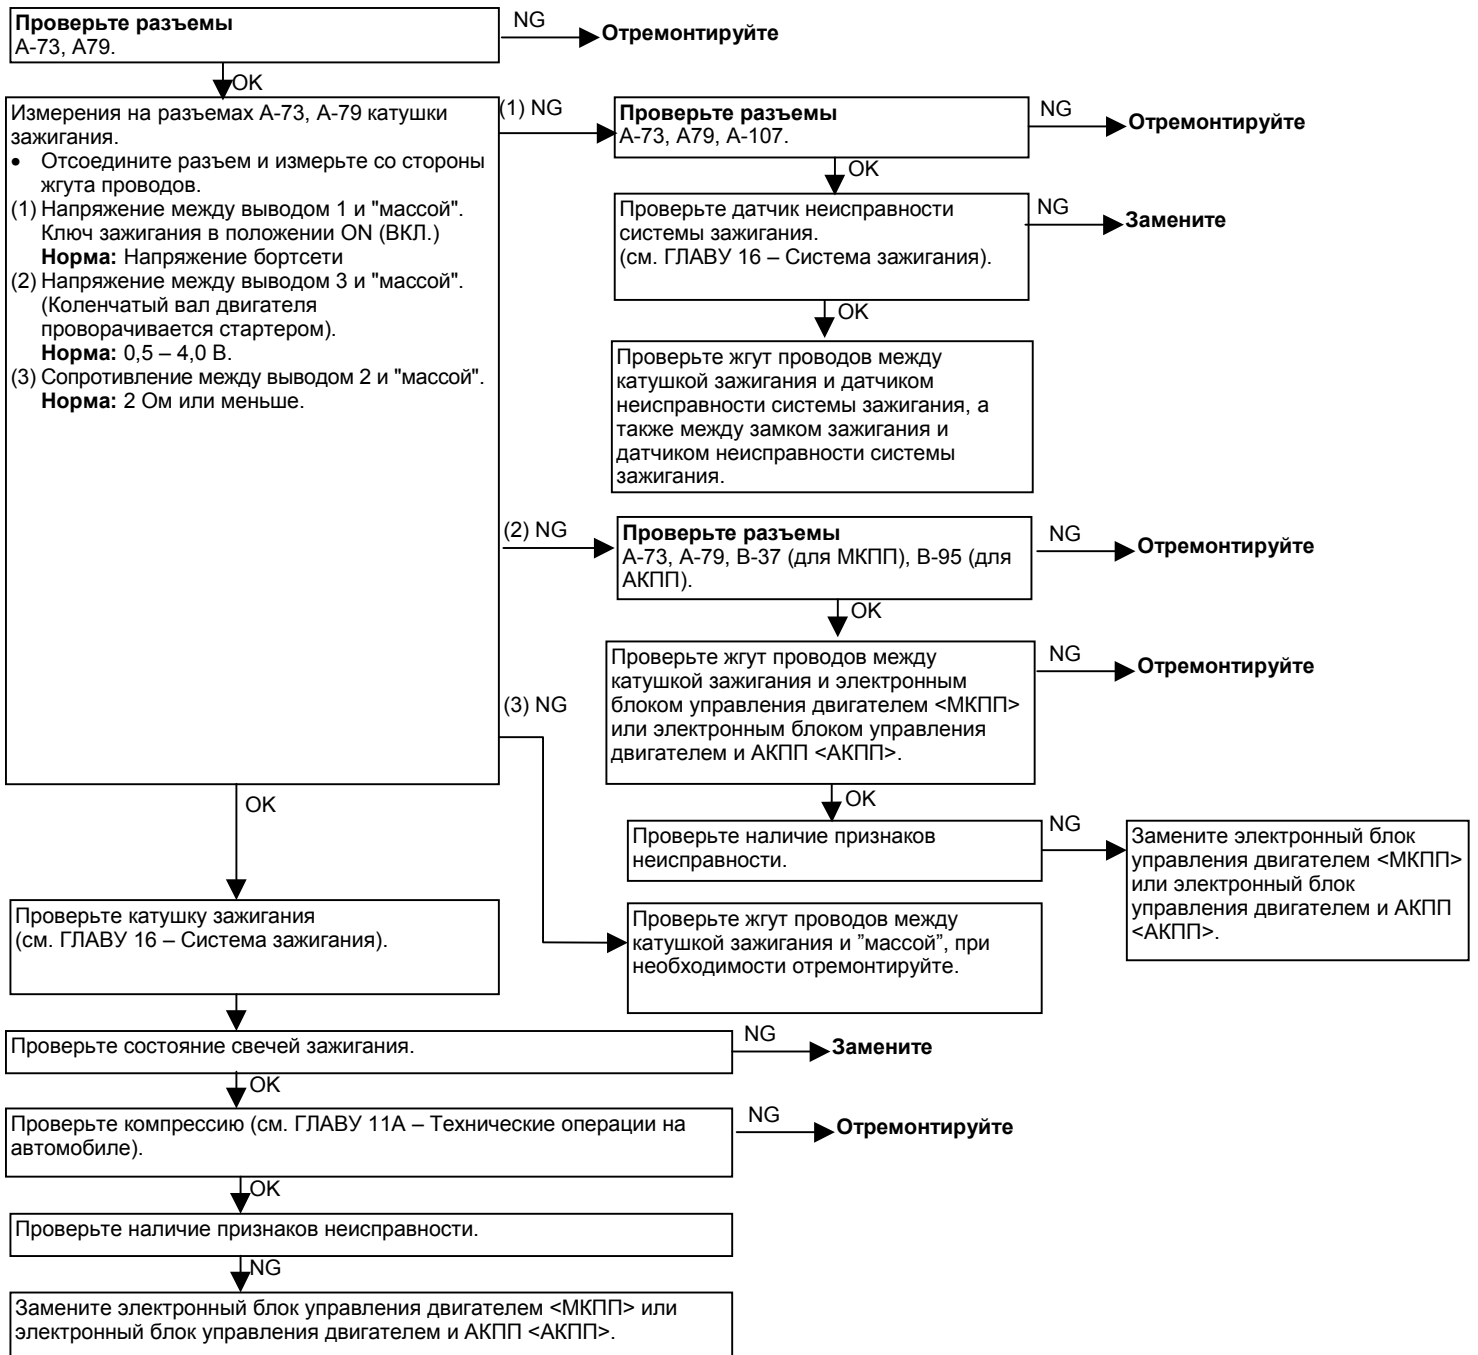 Проверьте разъемы
А-73, А79.
NG
Отремонтируйте
OK
Измерения на разъемах А-73, А-79 катушки
зажигания.
• Отсоедините разъем и измерьте со стороны
жгута проводов.
(1) Напряжение между выводом 1 и "массой".
Ключ зажигания в положении ON (ВКЛ.)
Норма: Напряжение бортсети
(2) Напряжение между выводом 3 и "массой".
(Коленчатый вал двигателя
проворачивается стартером).
Норма: 0,5 – 4,0 В.
(3) Сопротивление между выводом 2 и "массой".
Норма: 2 Ом или меньше.
(1) NG
Проверьте разъемы
А-73, А79, А-107.
NG
Отремонтируйте
OK
Проверьте датчик неисправности
системы зажигания.
(см. ГЛАВУ 16 – Система зажигания).
NG
Замените
OK
Проверьте жгут проводов между
катушкой зажигания и датчиком
неисправности системы зажигания, а
также между замком зажигания и
датчиком неисправности системы
зажигания.
(2) NG
Проверьте разъемы
А-73, А-79, В-37 (для МКПП), В-95 (для
АКПП).
NG
Отремонтируйте
OK
Проверьте жгут проводов между
катушкой зажигания и электронным
блоком управления двигателем <МКПП>
или электронным блоком управления
двигателем и АКПП <АКПП>.
NG
Отремонтируйте
OK
Проверьте наличие признаков
неисправности.
NG
Замените электронный блок
управления двигателем <МКПП>
или электронный блок
управления двигателем и АКПП
<АКПП>.
(3) NG
Проверьте жгут проводов между
катушкой зажигания и ”массой”, при
необходимости отремонтируйте.
OK
Проверьте катушку зажигания
(см. ГЛАВУ 16 – Система зажигания).
Проверьте состояние свечей зажигания.
NG
Замените
OK
Проверьте компрессию (см. ГЛАВУ 11А – Технические операции на
автомобиле).
NG
Отремонтируйте
OK
Проверьте наличие признаков неисправности.
NG
Замените электронный блок управления двигателем <МКПП> или
электронный блок управления двигателем и АКПП <АКПП>.